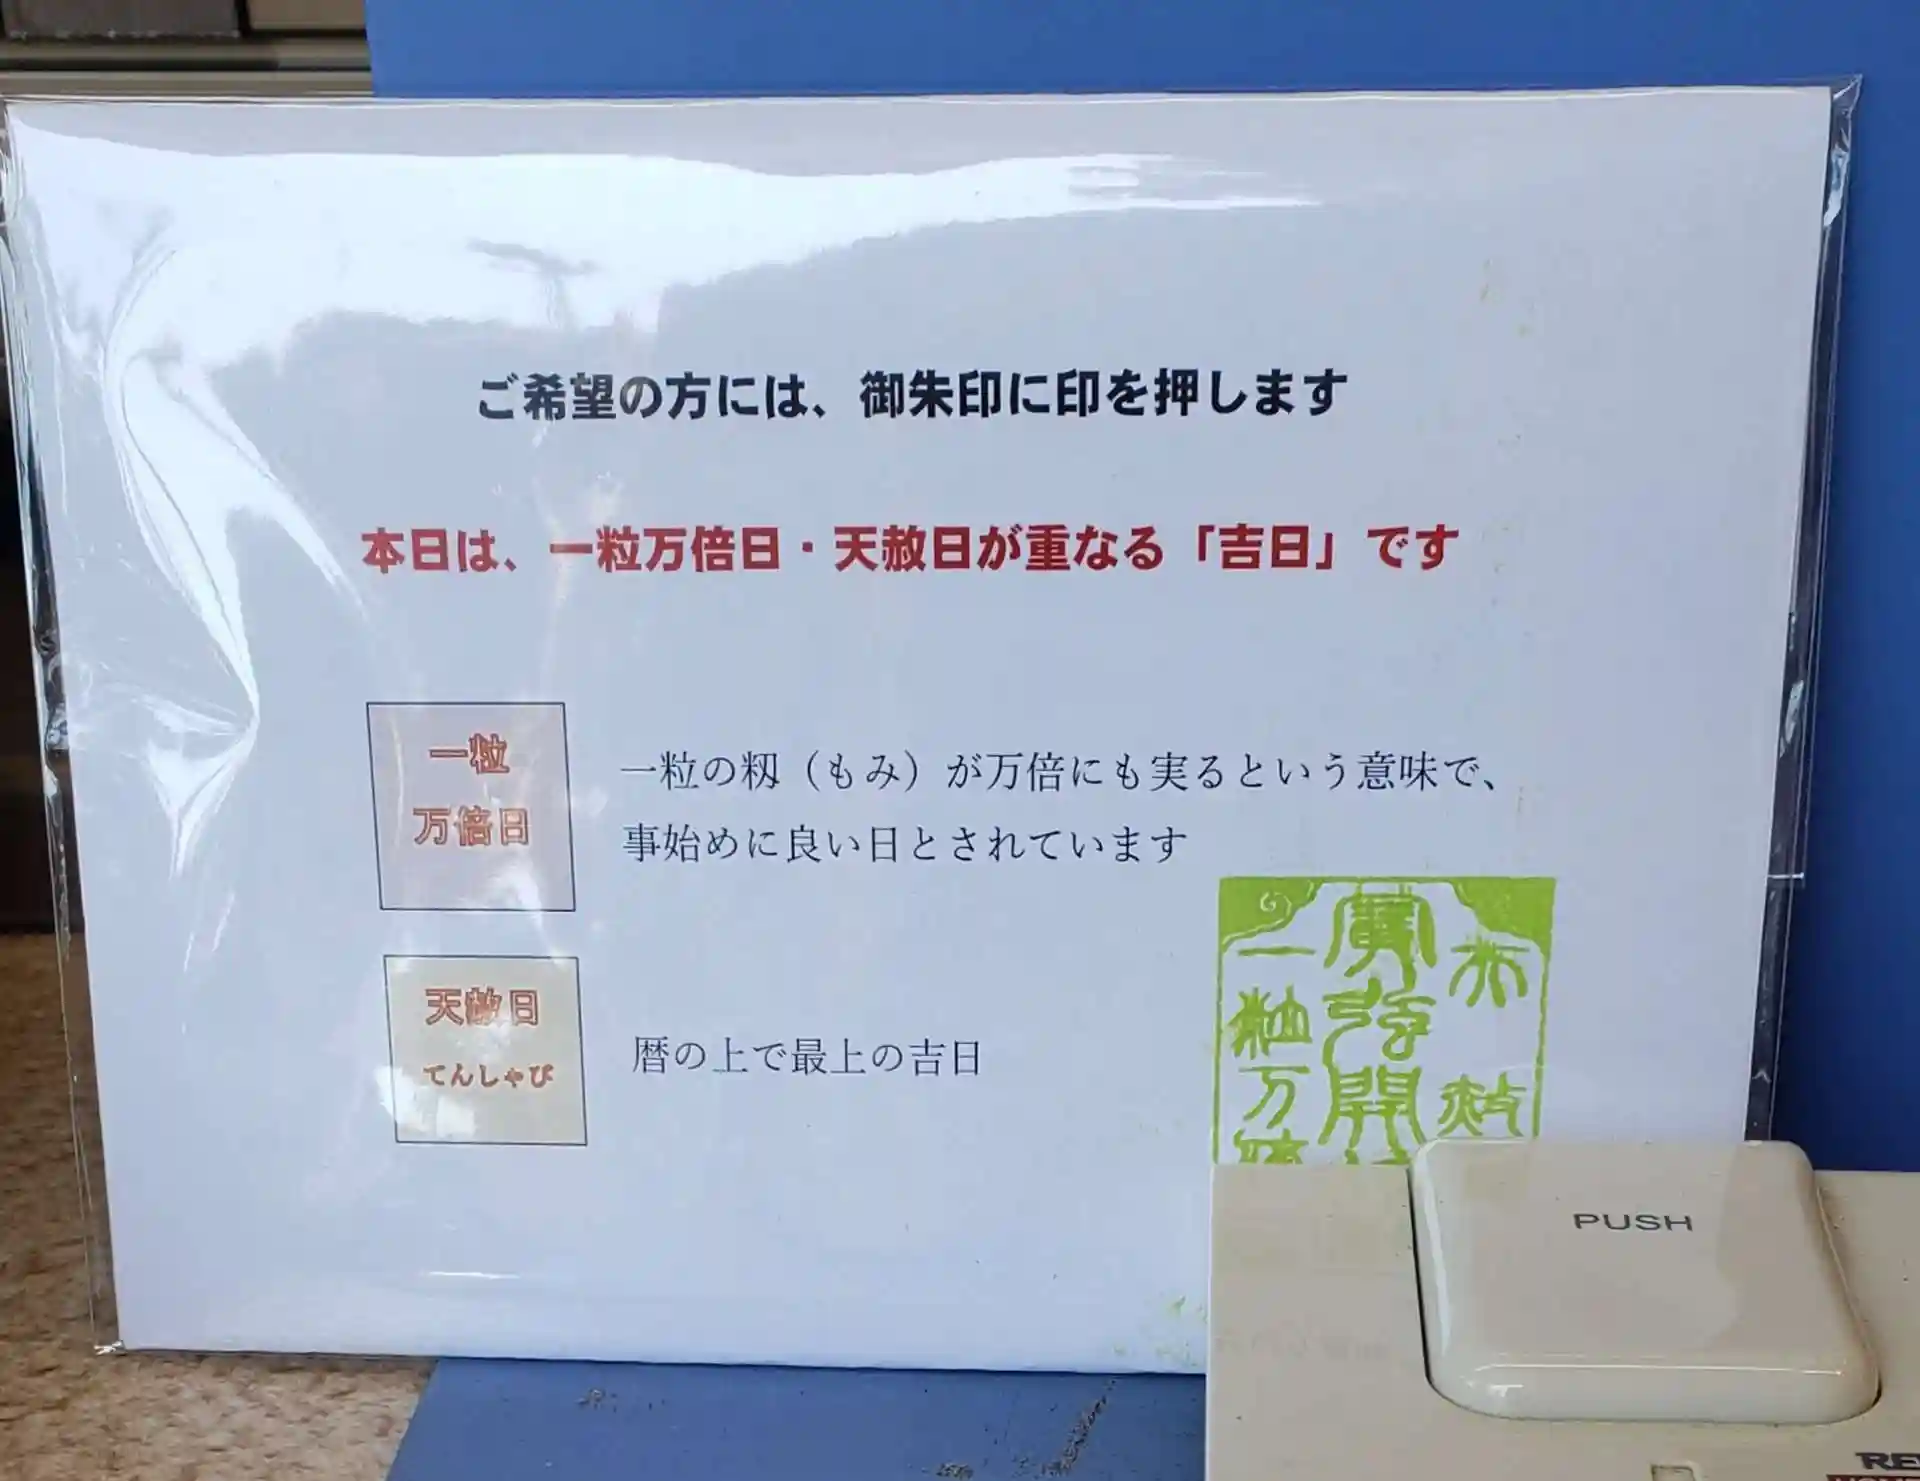 ご希望の方には、御朱印に印を押します
本日は、一粒万倍日・天赦日が重なる「吉日」です
一粒
万倍日
一粒の籾（もみ）が万倍にも実るという意味で、
事始めに良い日とされています
天赦日
てんしゃび
暦の上で最上の吉日
一粒万
PUSH
RE